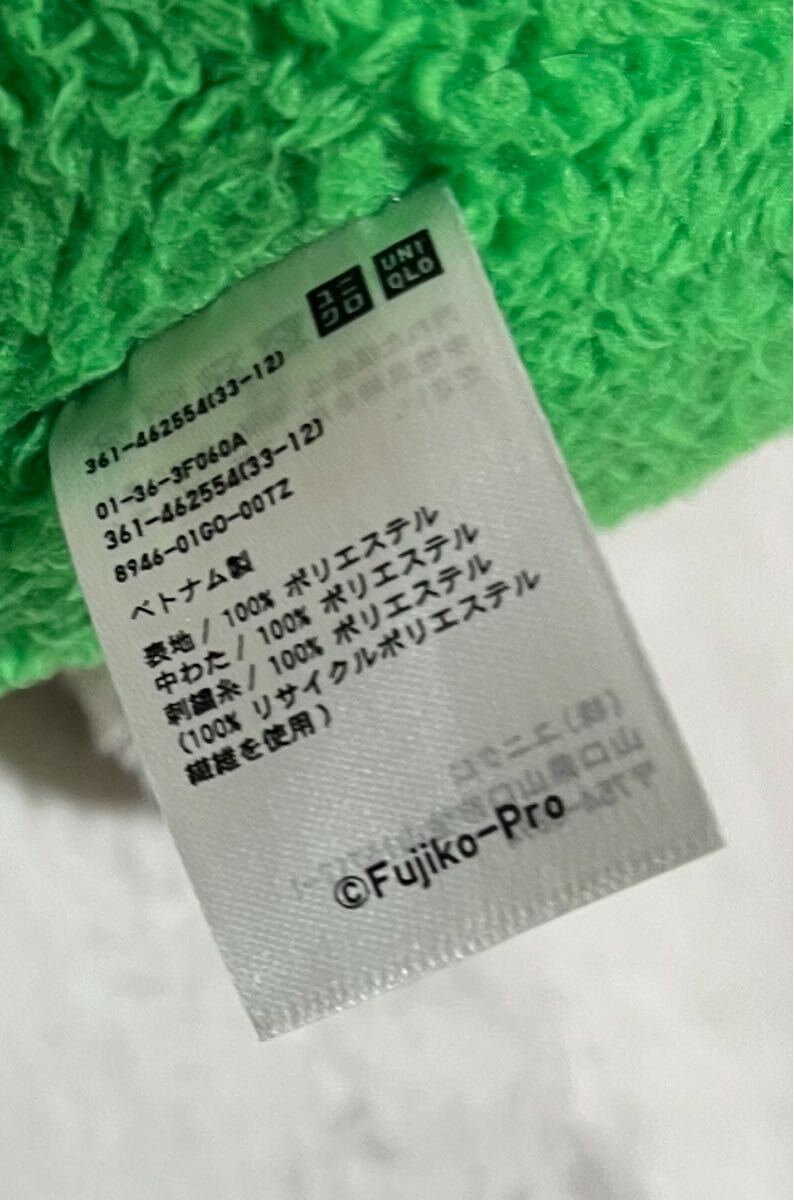 ユニ
クロ
UNI
QLO
361-462554(33-12)
01-36-3F060A
361-462554(33-12)
8946-01GO-00TZ
ベトナム製
表地 / 100% ポリエステル
中わた / 100% ポリエステル
刺繍糸 / 100% ポリエステル
(100% リサイクルポリエステル
繊維を使用)
©Fujiko-Pro